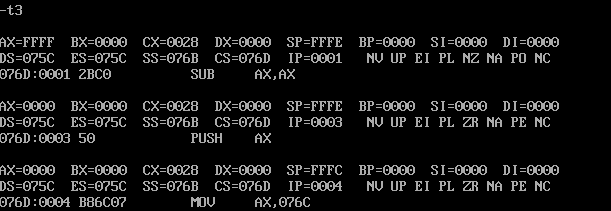 -t3
AX=FFFF  BX=0000  CX=0028  DX=0000  SP=FFFE  BP=0000  SI=0000  DI=0000
DS=075C  ES=075C  SS=076B  CS=076D  IP=0001   NV UP EI PL NZ NA PO NC
076D:0001 2BC0          SUB     AX,AX
AX=0000  BX=0000  CX=0028  DX=0000  SP=FFFE  BP=0000  SI=0000  DI=0000
DS=075C  ES=075C  SS=076B  CS=076D  IP=0003   NV UP EI PL ZR NA PE NC
076D:0003 50            PUSH    AX
AX=0000  BX=0000  CX=0028  DX=0000  SP=FFFC  BP=0000  SI=0000  DI=0000
DS=075C  ES=075C  SS=076B  CS=076D  IP=0004   NV UP EI PL ZR NA PE NC
076D:0004 B86C07        MOV     AX,076C